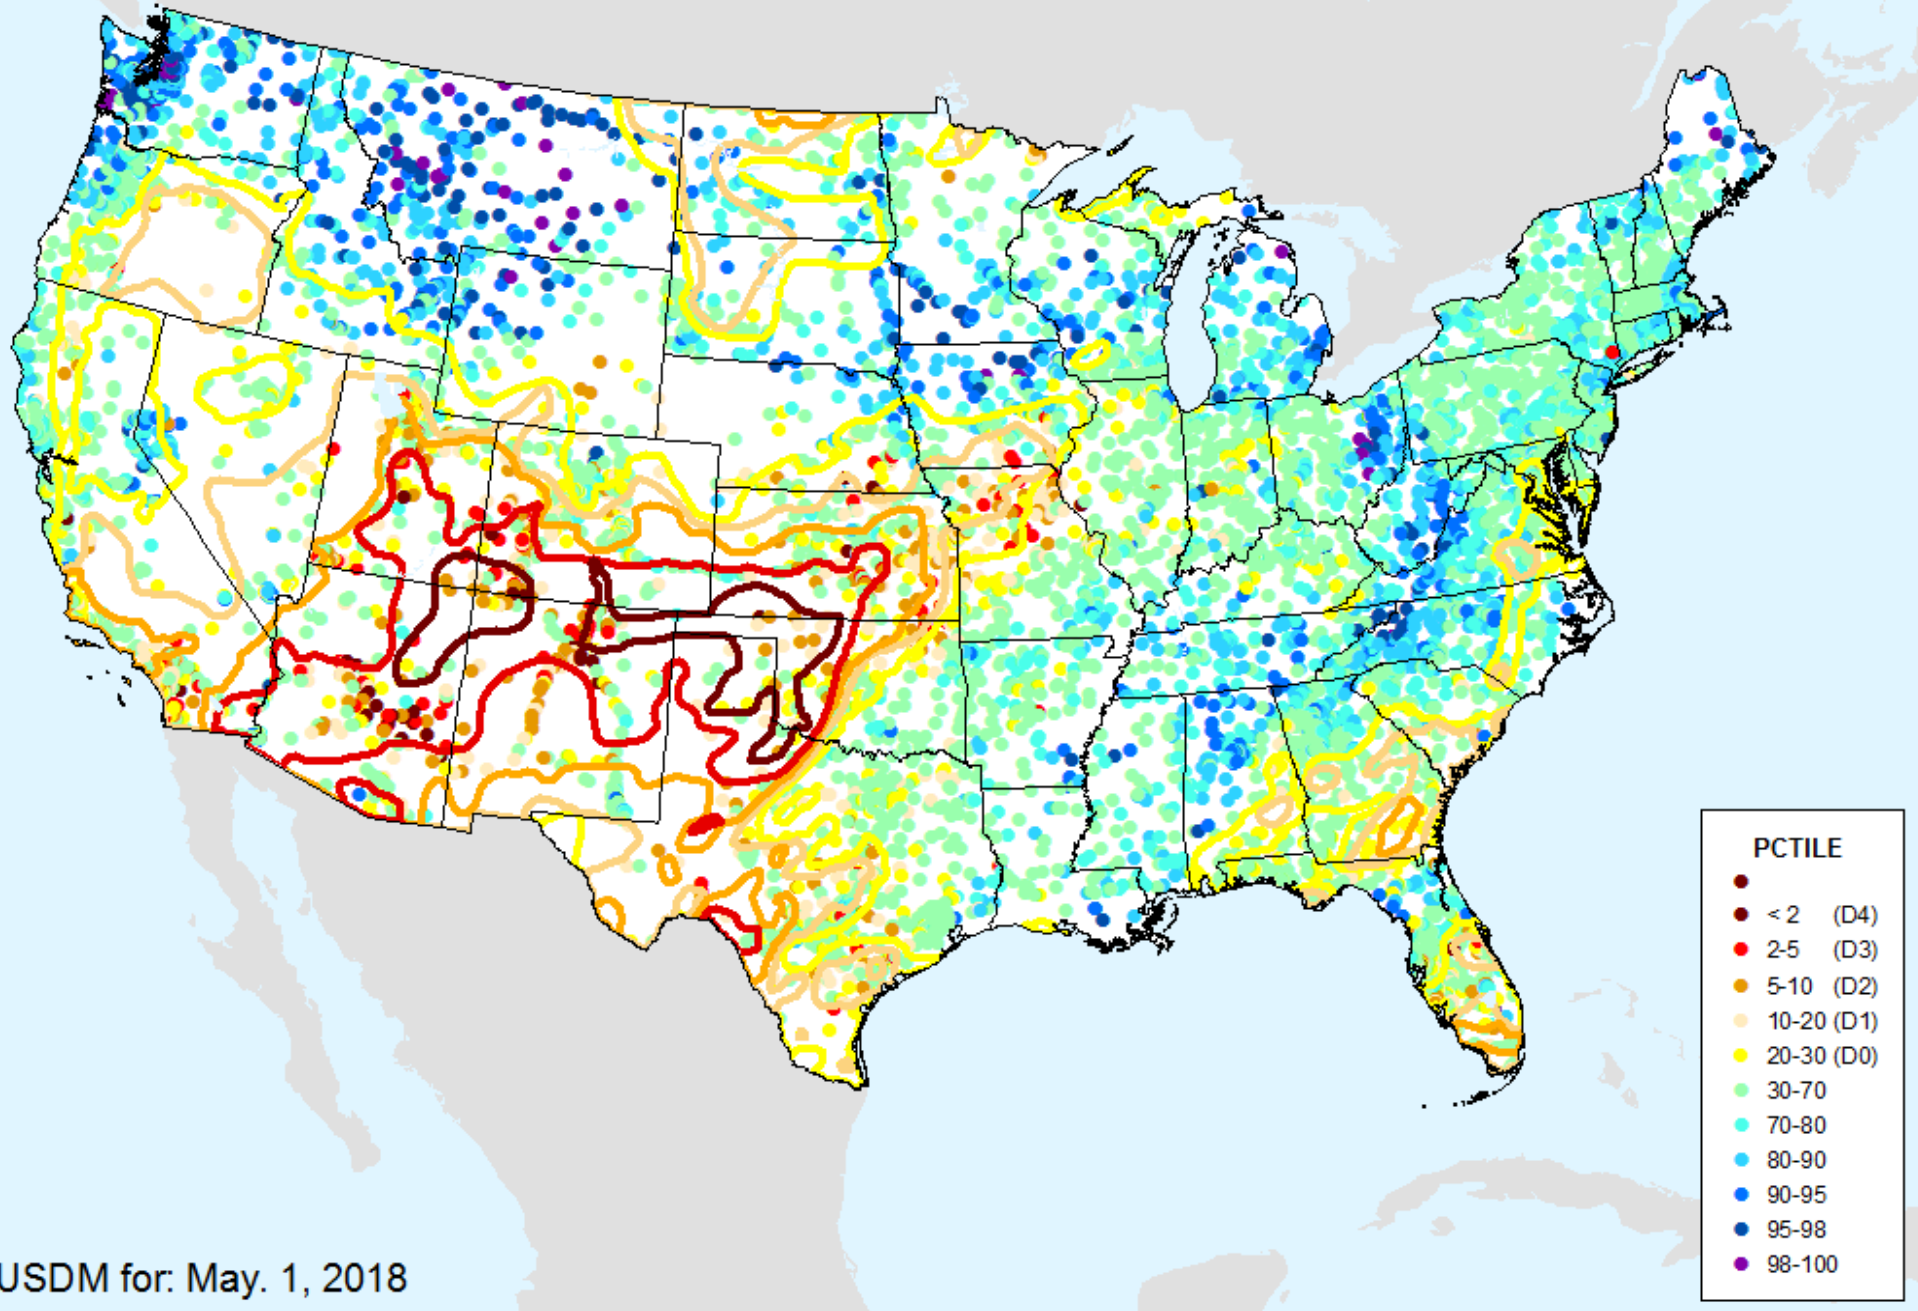 PCTILE
< 2 (D4)
2-5 (D3)
5-10 (D2)
10-20 (D1)
20-30 (D0)
30-70
70-80
80-90
90-95
95-98
98-100
USDM for: May. 1, 2018